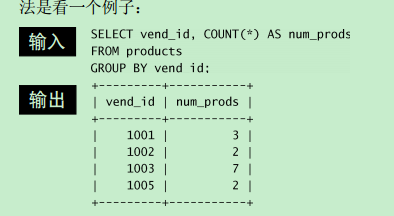 法是看一个例子：
输入
SELECT vend_id, COUNT(*) AS num_prods
FROM products
GROUP BY vend_id;
输出
+---------+-----------+
| vend_id | num_prods |
+---------+-----------+
| 1001 | 3 |
| 1002 | 2 |
| 1003 | 7 |
| 1005 | 2 |
+---------+-----------+